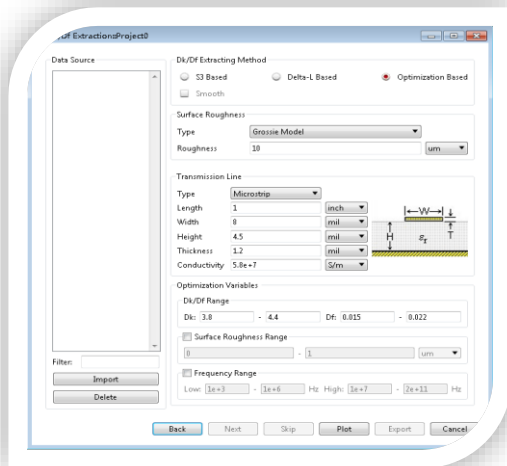 Dk/Df ExtractionsProject0
Data Source
Filter:
Import
Delete
Dk/Df Extracting Method
S3 Based
Delta-L Based
Optimization Based
Smooth
Surface Roughness
Type
Grossie Model
Roughness
10
um
Transmission Line
Type
Microstrip
Length
1
inch
Width
8
mil
Height
4.5
mil
Thickness
1.2
mil
Conductivity
5.8e+7
S/m
W
H
εr
T
Optimization Variables
Dk/Df Range
Dk: 3.8 - 4.4 Df: 0.015 - 0.022
Surface Roughness Range
0 - 1 um
Frequency Range
Low: 1e+3 - 1e+6 Hz High: 1e+7 - 2e+11 Hz
Back Next Skip Plot Export Cancel